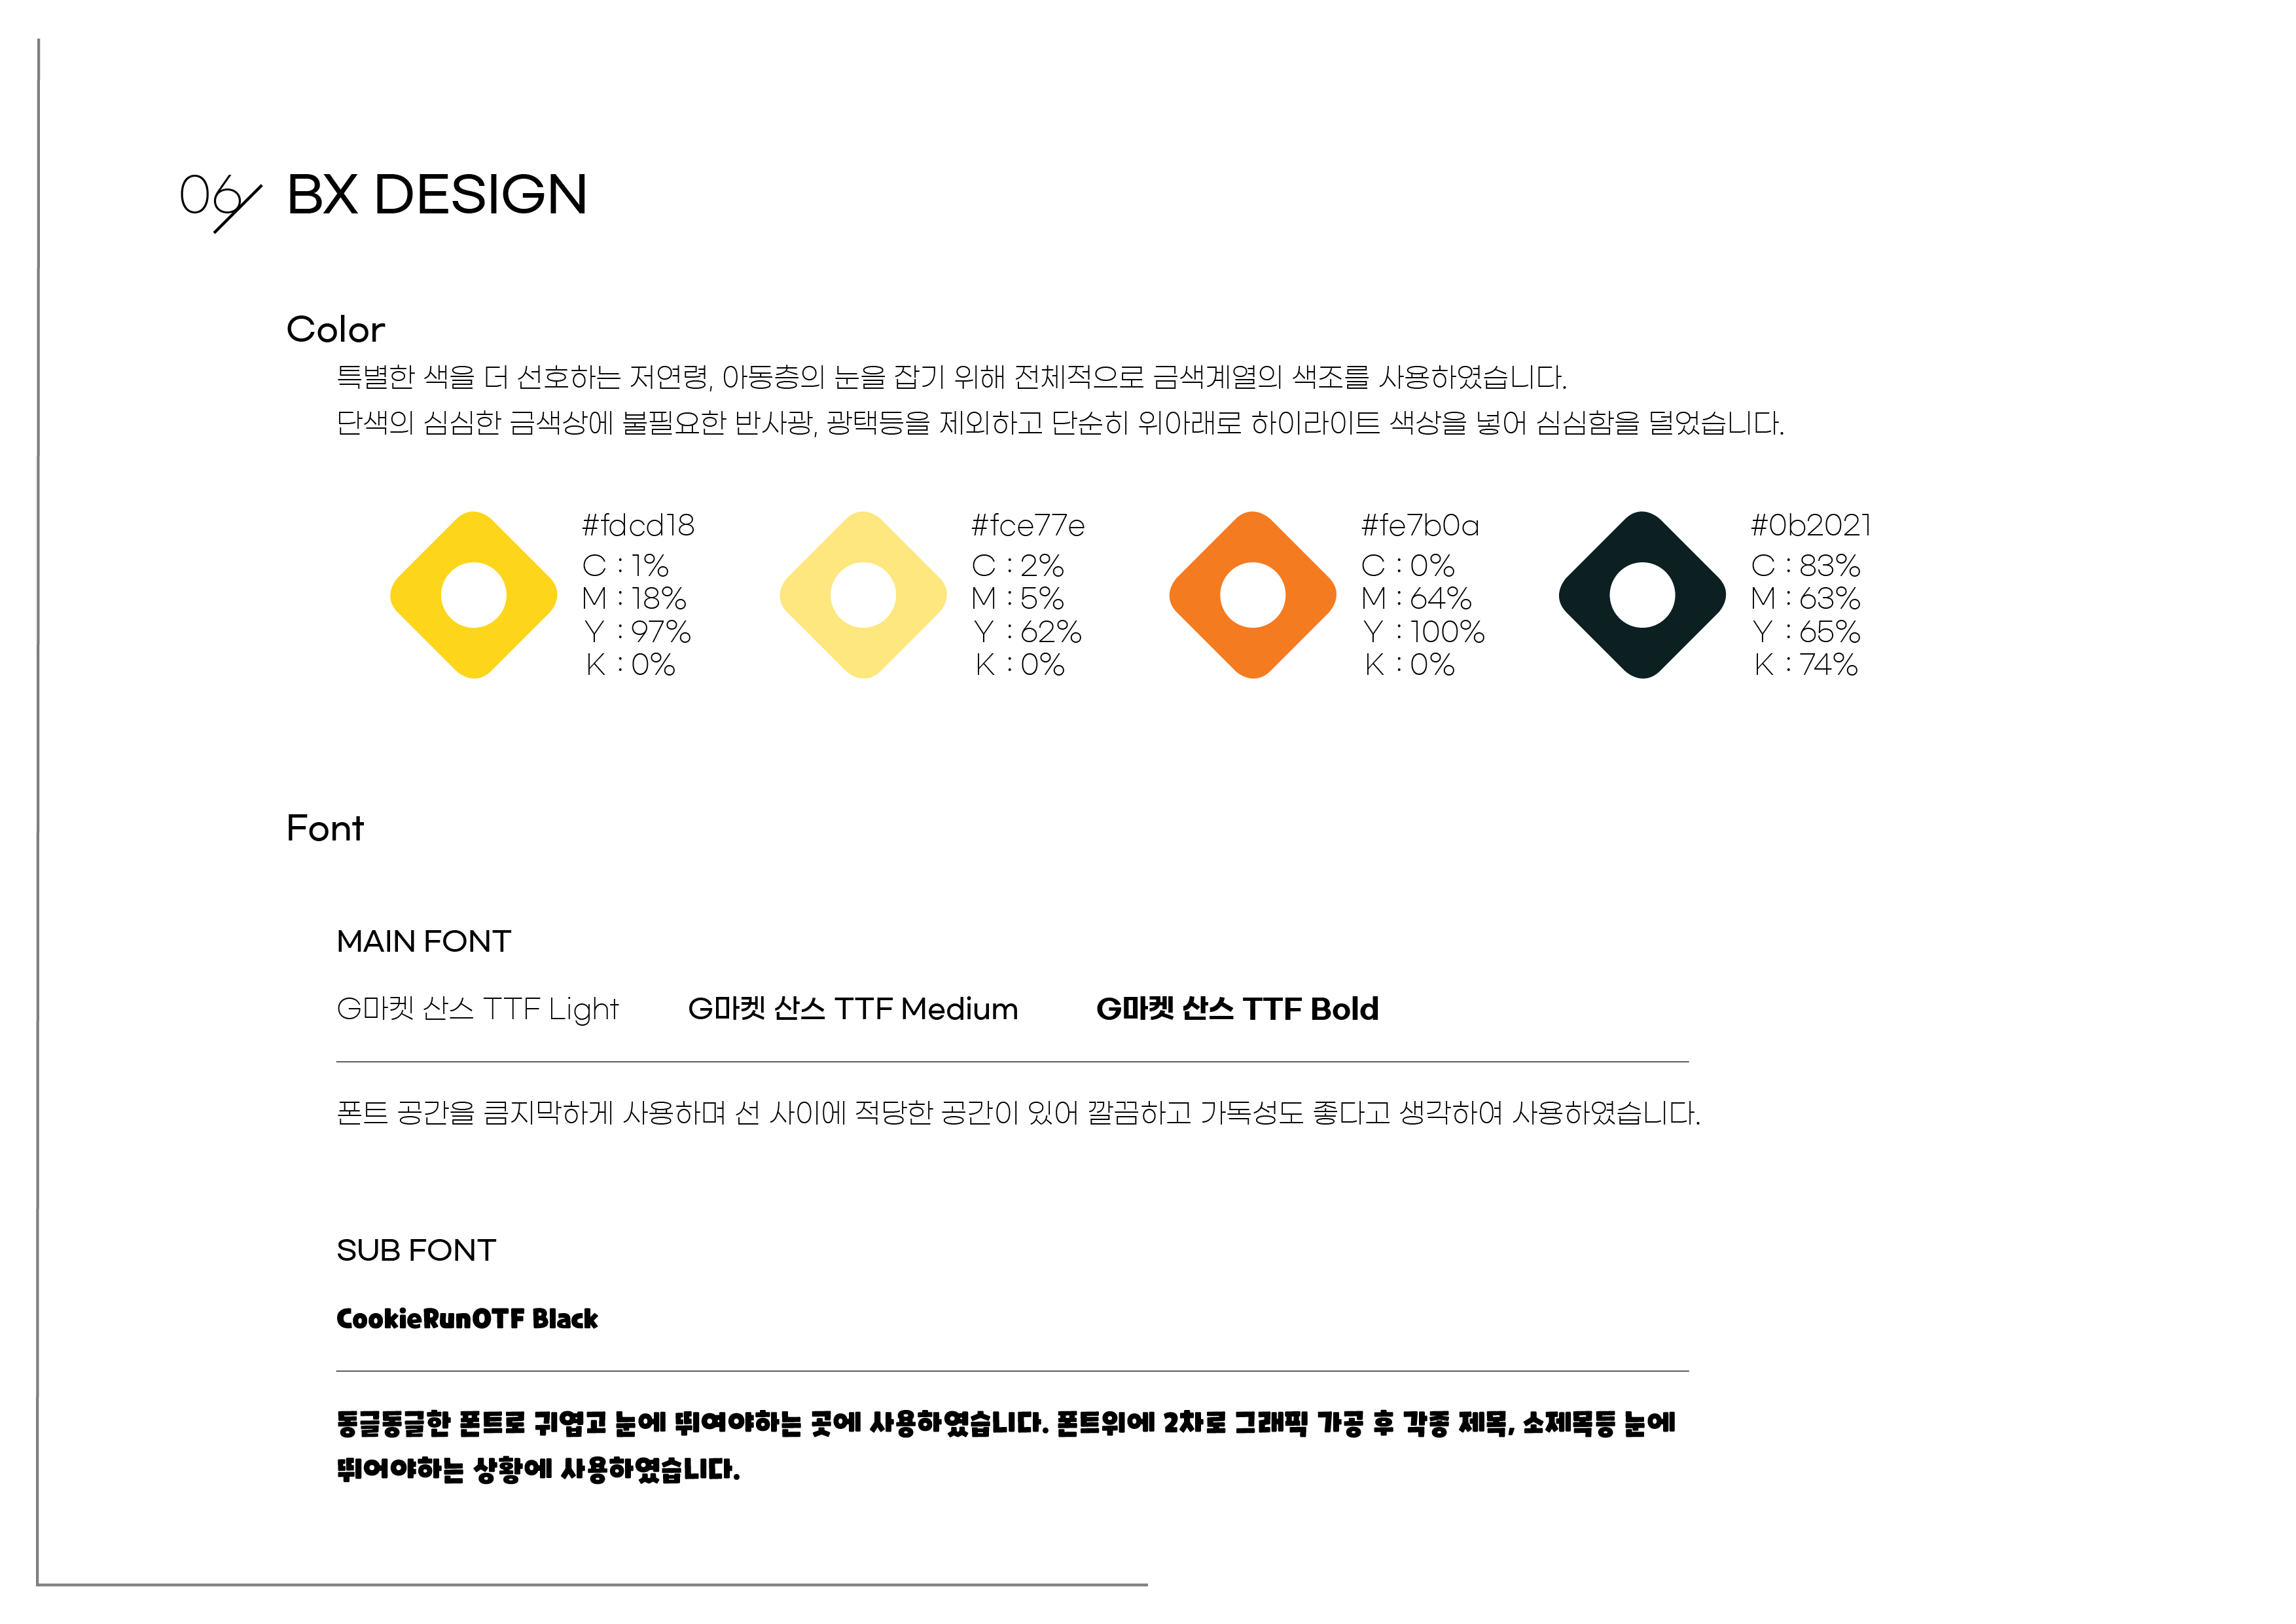 06/ BX DESIGN
Color
특별한 색을 더 선호하는 저연령, 아동층의 눈을 잡기 위해 전체적으로 금색계열의 색조를 사용하였습니다.
단색의 심심한 금색상에 불필요한 반사광, 광택등을 제외하고 단순히 위아래로 하이라이트 색상을 넣어 심심함을 덜었습니다.
#fdcd18
C : 1%
M : 18%
Y : 97%
K : 0%
#fce77e
C : 2%
M : 5%
Y : 62%
K : 0%
#fe7b0a
C : 0%
M : 64%
Y : 100%
K : 0%
#0b2021
C : 83%
M : 63%
Y : 65%
K : 74%
Font
MAIN FONT
G마켓 산스 TTF Light G마켓 산스 TTF Medium G마켓 산스 TTF Bold
폰트 공간을 큼지막하게 사용하며 선 사이에 적당한 공간이 있어 깔끔하고 가독성도 좋다고 생각하여 사용하였습니다.
SUB FONT
CookieRunOTF Black
동글동글한 폰트로 귀엽고 눈에 뛰여야하는 곳에 사용하였습니다. 폰트위에 2차로 그래픽 가공 후 각종 제목, 소제목등 눈에
뛰어야하는 상황에 사용하였습니다.